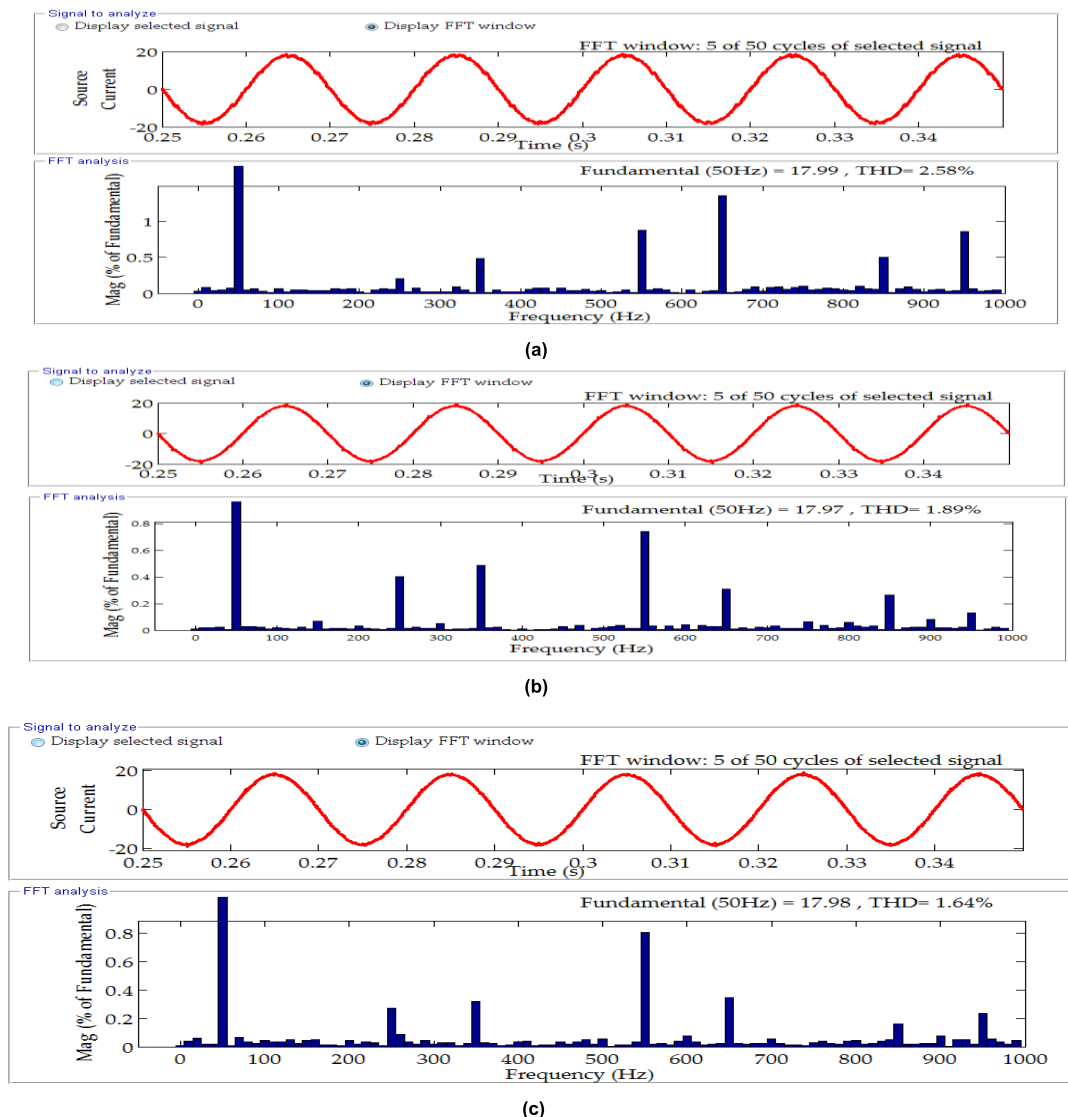 Signal to analyze
Display selected signal Display FFT window
FFT window: 5 of 50 cycles of selected signal
Source
Current
20
0
-20
0.25 0.26 0.27 0.28 0.29 0.3 0.31 0.32 0.33 0.34
Time (s)
FFT analysis
Fundamental (50Hz) = 17.99 , THD= 2.58%
Mag (% of Fundamental)
1
0.5
0
0 100 200 300 400 500 600 700 800 900 1000
Frequency (Hz)
(a)
Signal to analyze
Display selected signal Display FFT window
FFT window: 5 of 50 cycles of selected signal
20
0
-20
0.25 0.26 0.27 0.28 0.29 0.3 0.31 0.32 0.33 0.34
Time (s)
FFT analysis
Fundamental (50Hz) = 17.97 , THD= 1.89%
Mag (% of Fundamental)
0.8
0.6
0.4
0.2
0
0 100 200 300 400 500 600 700 800 900 1000
Frequency (Hz)
(b)
Signal to analyze
Display selected signal Display FFT window
FFT window: 5 of 50 cycles of selected signal
Source
Current
20
0
-20
0.25 0.26 0.27 0.28 0.29 0.3 0.31 0.32 0.33 0.34
Time (s)
FFT analysis
Fundamental (50Hz) = 17.98 , THD= 1.64%
Mag (% of Fundamental)
0.8
0.6
0.4
0.2
0
0 100 200 300 400 500 600 700 800 900 1000
Frequency (Hz)
(c)